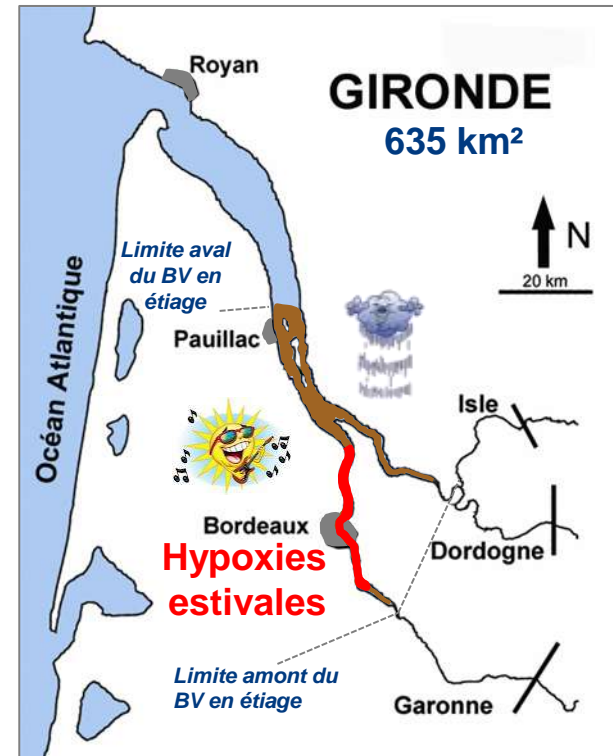 Royan
GIRONDE
635 km²
N
20 km
Limite aval
du BV en
étiage
Pauillac
Océan Atlantique
Isle
Bordeaux
Dordogne
Hypoxies
estivales
Limite amont du
BV en étiage
Garonne